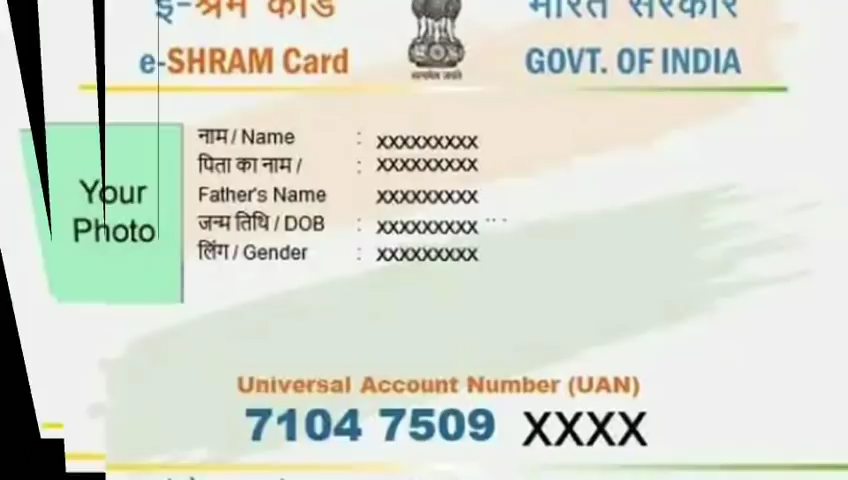 ई-श्रम कार्ड भारत सरकार
e-SHRAM Card GOVT. OF INDIA
नाम / Name : xxxxxxxxx
पिता का नाम / : xxxxxxxxx
Father's Name xxxxxxxxx
जन्म तिथि / DOB : xxxxxxxxx
लिंग / Gender : xxxxxxxxx
Your
Photo
Universal Account Number (UAN)
7104 7509 XXXX